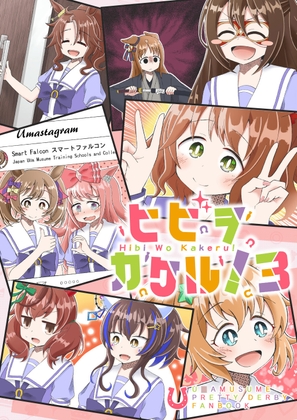 Umastagram
Smart Falcon スマートファルコン
Japan Uma Musume Training Schools and Colle
ヒビヲ
Hibi Wo Kakeru!
カケル!3
UMAMUSUME
PRETTY DERBY
FANBOOK